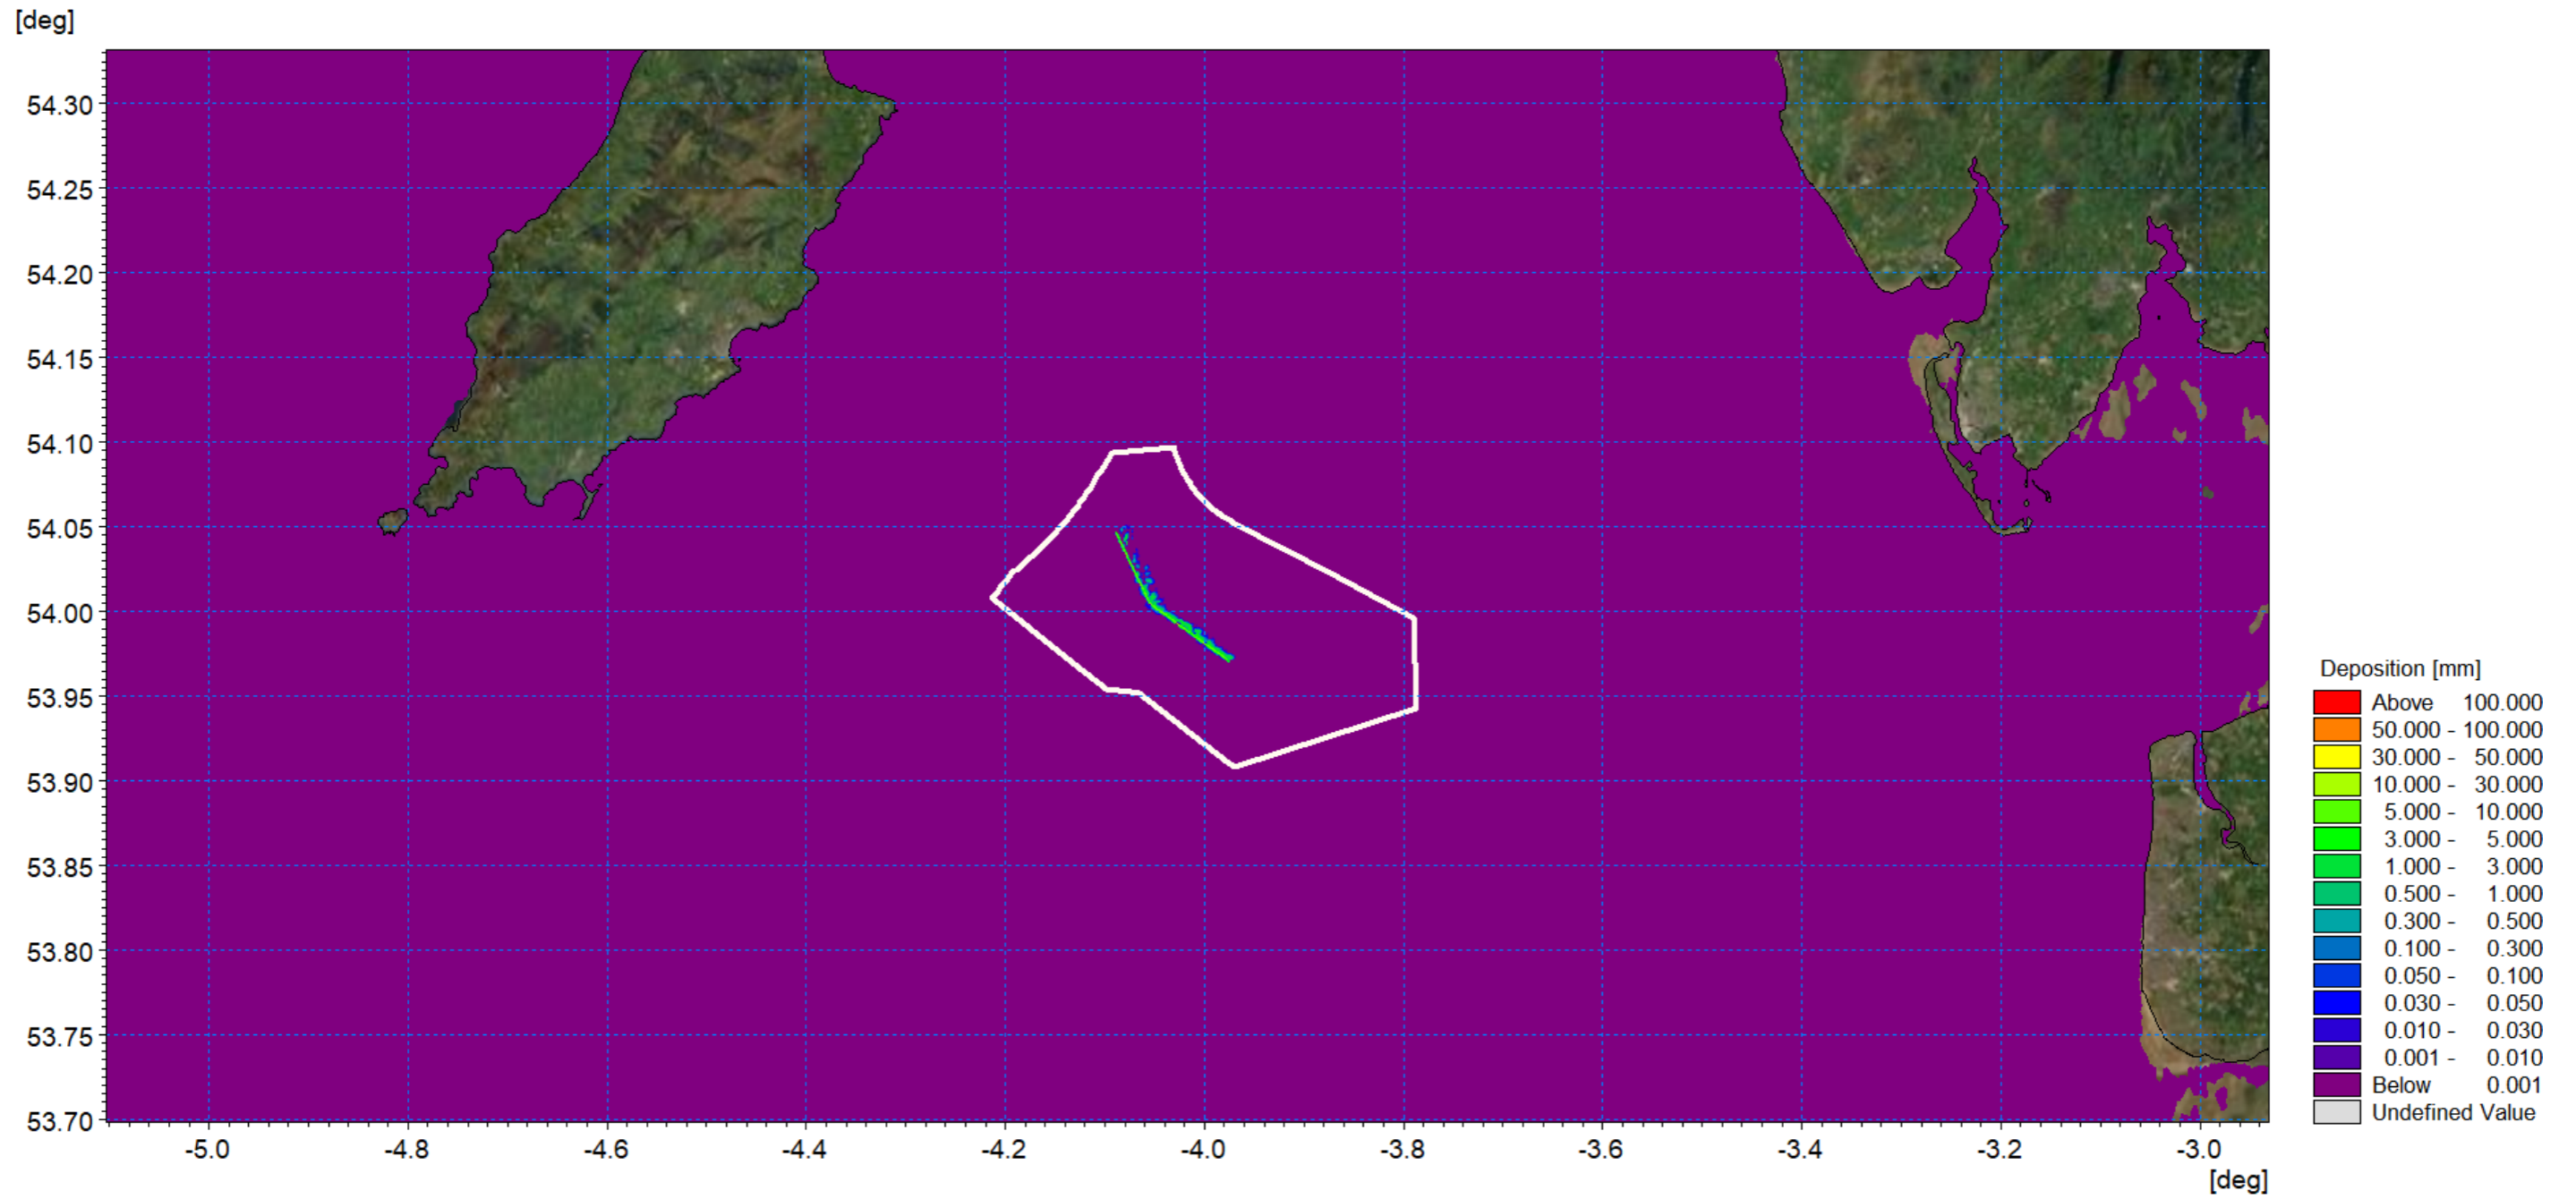 [deg]
54.30
54.25
54.20
54.15
54.10
54.05
54.00
53.95
53.90
53.85
53.80
53.75
53.70
-5.0 -4.8 -4.6 -4.4 -4.2 -4.0 -3.8 -3.6 -3.4 -3.2 -3.0
[deg]
Deposition [mm]
Above 100.000
50.000 - 100.000
30.000 - 50.000
10.000 - 30.000
5.000 - 10.000
3.000 - 5.000
1.000 - 3.000
0.500 - 1.000
0.300 - 0.500
0.100 - 0.300
0.050 - 0.100
0.030 - 0.050
0.010 - 0.030
0.001 - 0.010
Below 0.001
Undefined Value